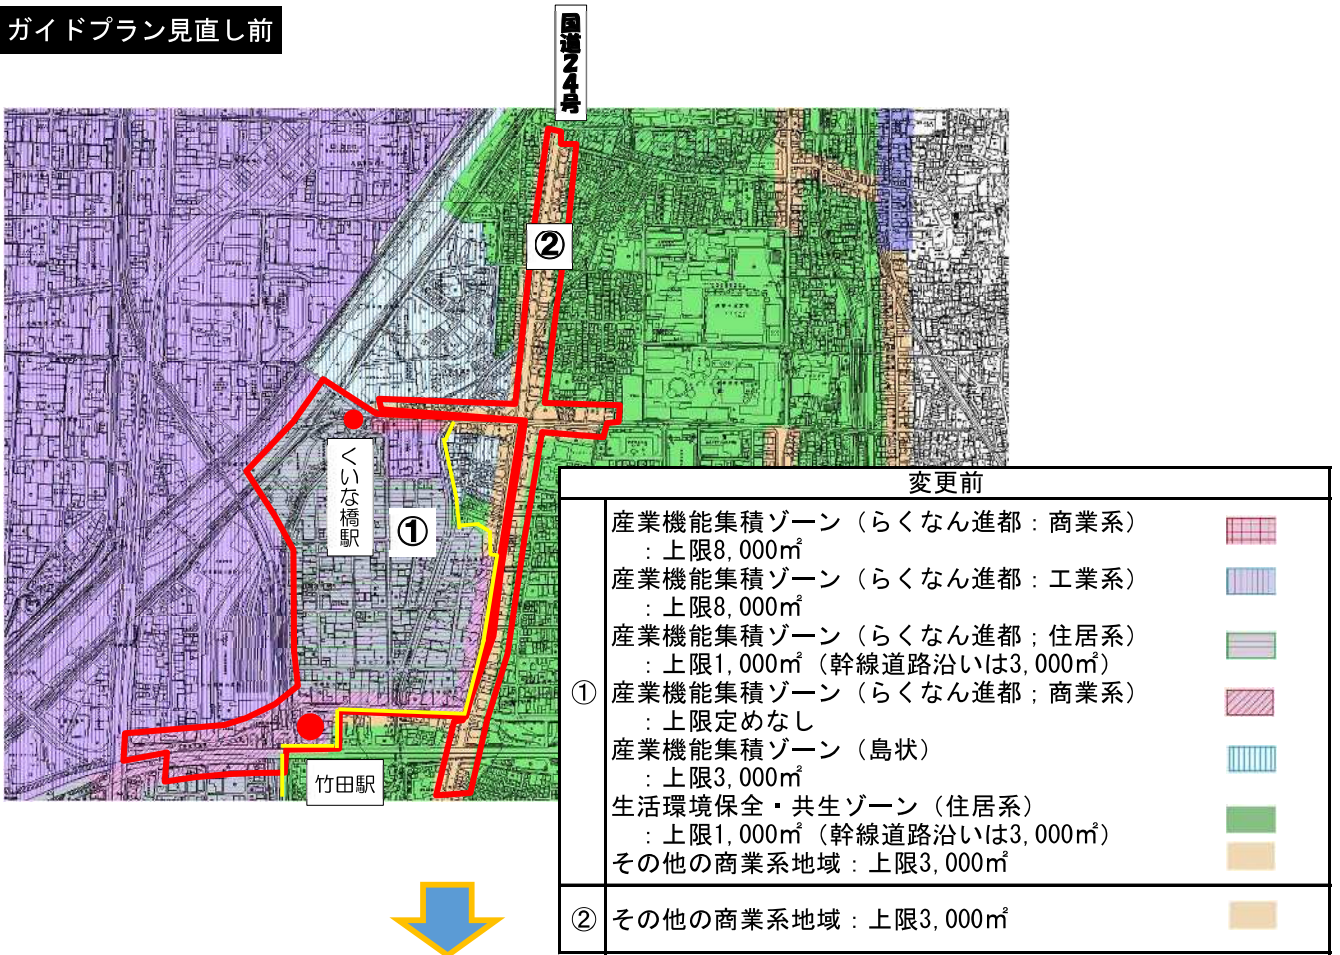 ガイドプラン見直し前
国道24号
②
くいな橋駅
①
竹田駅
変更前
①
産業機能集積ゾーン（らくなん進都：商業系）
：上限8,000㎡
産業機能集積ゾーン（らくなん進都：工業系）
：上限8,000㎡
産業機能集積ゾーン（らくなん進都；住居系）
：上限1,000㎡（幹線道路沿いは3,000㎡）
産業機能集積ゾーン（らくなん進都；商業系）
：上限定めなし
産業機能集積ゾーン（島状）
：上限3,000㎡
生活環境保全・共生ゾーン（住居系）
：上限1,000㎡（幹線道路沿いは3,000㎡）
その他の商業系地域：上限3,000㎡
② その他の商業系地域：上限3,000㎡